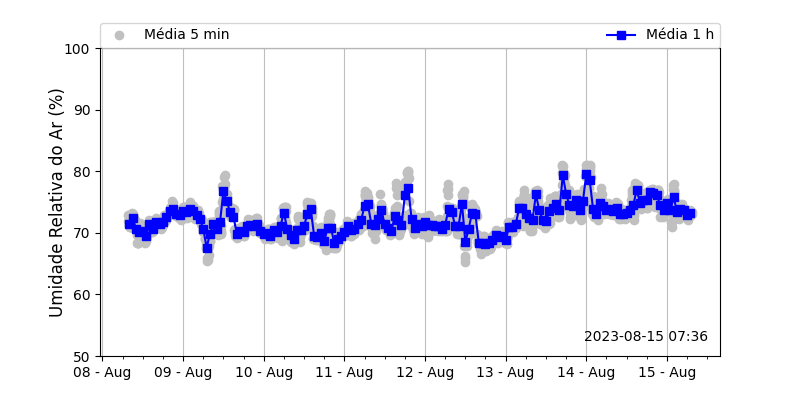 Média 5 min
Média 1 h
Umidade Relativa do Ar (%)
100
90
80
70
60
50
2023-08-15 07:36
08 - Aug
09 - Aug
10 - Aug
11 - Aug
12 - Aug
13 - Aug
14 - Aug
15 - Aug